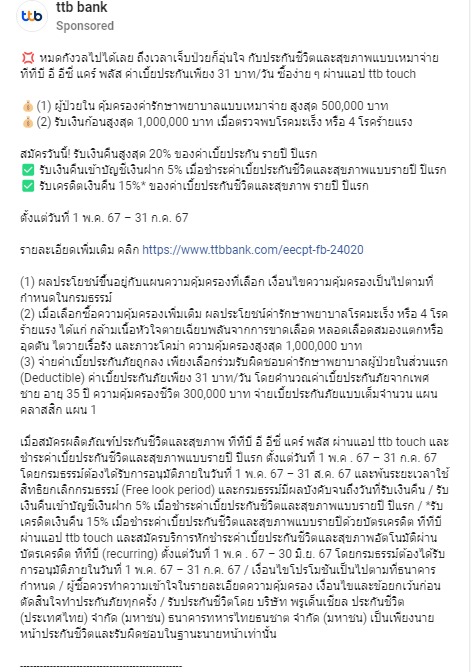 ttb
ttb bank
Sponsored
💢 หมดกังวลไปได้เลย ถึงเวลาเจ็บป่วยก็อุ่นใจ กับประกันชีวิตและสุขภาพแบบเหมาจ่าย
ทีทีบี อี อีซี่ แคร์ พลัส ค่าเบี้ยประกันเพียง 31 บาท/วัน ซื้อง่าย ๆ ผ่านแอป ttb touch
💰 (1) ผู้ป่วยใน คุ้มครองค่ารักษาพยาบาลแบบเหมาจ่าย สูงสุด 500,000 บาท
💰 (2) รับเงินก้อนสูงสุด 1,000,000 บาท เมื่อตรวจพบโรคมะเร็ง หรือ 4 โรคร้ายแรง
สมัครวันนี้! รับเงินคืนสูงสุด 20% ของค่าเบี้ยประกัน รายปี ปีแรก
✅ รับเงินคืนเข้าบัญชีเงินฝาก 5% เมื่อชำระค่าเบี้ยประกันชีวิตและสุขภาพแบบรายปี ปีแรก
✅ รับเครดิตเงินคืน 15%* ของค่าเบี้ยประกันชีวิตและสุขภาพ รายปี ปีแรก
ตั้งแต่วันที่ 1 พ.ค. 67 – 31 ก.ค. 67
รายละเอียดเพิ่มเติม คลิก https://www.ttbbank.com/eecpt-fb-24020
(1) ผลประโยชน์ขึ้นอยู่กับแผนความคุ้มครองที่เลือก เงื่อนไขความคุ้มครองเป็นไปตามที่
กำหนดในกรมธรรม์
(2) เมื่อเลือกซื้อความคุ้มครองเพิ่มเติม ผลประโยชน์ค่ารักษาพยาบาลโรคมะเร็ง หรือ 4 โรค
ร้ายแรง ได้แก่ กล้ามเนื้อหัวใจตายเฉียบพลันจากการขาดเลือด หลอดเลือดสมองแตกหรือ
อุดตัน ไตวายเรื้อรัง และภาวะโคม่า ความคุ้มครองสูงสุด 1,000,000 บาท
(3) จ่ายค่าเบี้ยประกันภัยถูกลง เพียงเลือกร่วมรับผิดชอบค่ารักษาพยาบาลผู้ป่วยในส่วนแรก
(Deductible) ค่าเบี้ยประกันภัยเพียง 31 บาท/วัน โดยคำนวณค่าเบี้ยประกันภัยจากเพศ
ชาย อายุ 35 ปี ความคุ้มครองชีวิต 300,000 บาท จ่ายเบี้ยประกันภัยแบบเต็มจำนวน แผน
คลาสสิก แผน 1
เมื่อสมัครผลิตภัณฑ์ประกันชีวิตและสุขภาพ ทีทีบี อี อีซี่ แคร์ พลัส ผ่านแอป ttb touch และ
ชำระค่าเบี้ยประกันชีวิตและสุขภาพแบบรายปี ปีแรก ตั้งแต่วันที่ 1 พ.ค . 67 – 31 ก.ค. 67
โดยกรมธรรม์ต้องได้รับการอนุมัติภายในวันที่ 1 พ.ค. 67 – 31 ส.ค. 67 และพ้นระยะเวลาใช้
สิทธิยกเลิกกรมธรรม์ (Free look period) และกรมธรรม์มีผลบังคับจนถึงวันที่รับเงินคืน / รับ
เงินคืนเข้าบัญชีเงินฝาก 5% เมื่อชำระค่าเบี้ยประกันชีวิตและสุขภาพแบบรายปี ปีแรก / *รับ
เครดิตเงินคืน 15% เมื่อชำระค่าเบี้ยประกันชีวิตและสุขภาพแบบรายปีด้วยบัตรเครดิต ทีทีบี
ผ่านแอป ttb touch และสมัครบริการหักชำระค่าเบี้ยประกันชีวิตและสุขภาพอัตโนมัติผ่าน
บัตรเครดิต ทีทีบี (recurring) ตั้งแต่วันที่ 1 พ.ค . 67 – 30 มิ.ย. 67 โดยกรมธรรม์ต้องได้รับ
การอนุมัติภายในวันที่ 1 พ.ค. 67 – 31 ก.ค. 67 / เงื่อนไขโปรโมชันเป็นไปตามที่ธนาคาร
กำหนด / ผู้ซื้อควรทำความเข้าใจในรายละเอียดความคุ้มครอง เงื่อนไขและข้อยกเว้นก่อน
ตัดสินใจทำประกันภัยทุกครั้ง / รับประกันชีวิตโดย บริษัท พรูเด็นเชียล ประกันชีวิต
(ประเทศไทย) จำกัด (มหาชน) ธนาคารทหารไทยธนชาต จำกัด (มหาชน) เป็นเพียงนาย
หน้าประกันชีวิตและรับผิดชอบในฐานะนายหน้าเท่านั้น
------------------------------------------------